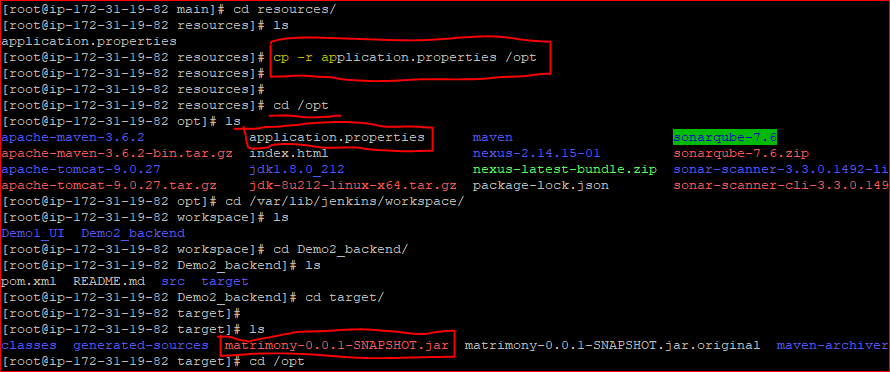 [root@ip-172-31-19-82 main]# cd resources/
[root@ip-172-31-19-82 resources]# ls
application.properties
[root@ip-172-31-19-82 resources]# cp -r application.properties /opt
[root@ip-172-31-19-82 resources]#
[root@ip-172-31-19-82 resources]#
[root@ip-172-31-19-82 resources]# cd /opt
[root@ip-172-31-19-82 opt]# ls
apache-maven-3.6.2 application.properties maven sonarqube-7.6
apache-maven-3.6.2-bin.tar.gz index.html nexus-2.14.15-01 sonarqube-7.6.zip
apache-tomcat-9.0.27 jdk1.8.0_212 nexus-latest-bundle.zip sonar-scanner-3.3.0.1492-li
apache-tomcat-9.0.27.tar.gz jdk-8u212-linux-x64.tar.gz package-lock.json sonar-scanner-cli-3.3.0.149
[root@ip-172-31-19-82 opt]# cd /var/lib/jenkins/workspace/
[root@ip-172-31-19-82 workspace]# ls
Demo1_UI Demo2_backend
[root@ip-172-31-19-82 workspace]# cd Demo2_backend/
[root@ip-172-31-19-82 Demo2_backend]# ls
pom.xml README.md src target
[root@ip-172-31-19-82 Demo2_backend]# cd target/
[root@ip-172-31-19-82 target]#
[root@ip-172-31-19-82 target]# ls
classes generated-sources matrimony-0.0.1-SNAPSHOT.jar matrimony-0.0.1-SNAPSHOT.jar.original maven-archiver
[root@ip-172-31-19-82 target]# cd /opt